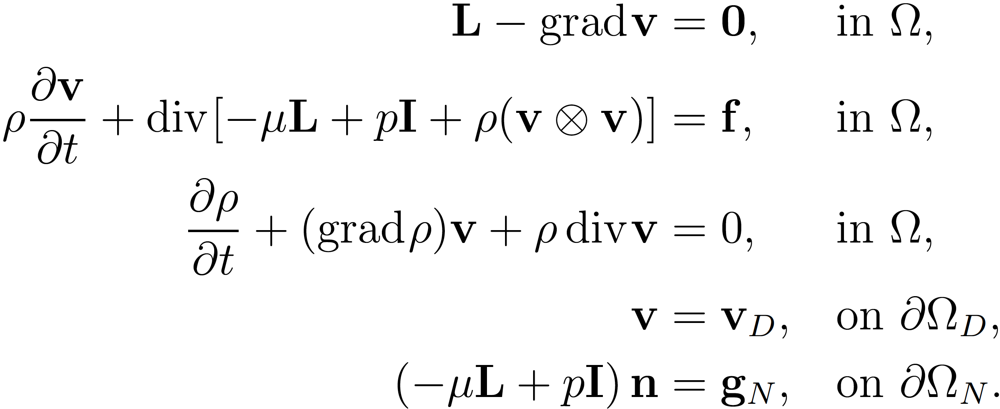 𝐋 − grad 𝐯 = 𝟎, in Ω,
ρ ∂𝐯/∂t + div[−μ𝐋 + p𝐈 + ρ(𝐯 ⊗ 𝐯)] = 𝐟, in Ω,
∂ρ/∂t + (grad ρ)𝐯 + ρ div 𝐯 = 0, in Ω,
𝐯 = 𝐯_D, on ∂Ω_D,
(−μ𝐋 + p𝐈) 𝐧 = 𝐠_N, on ∂Ω_N.